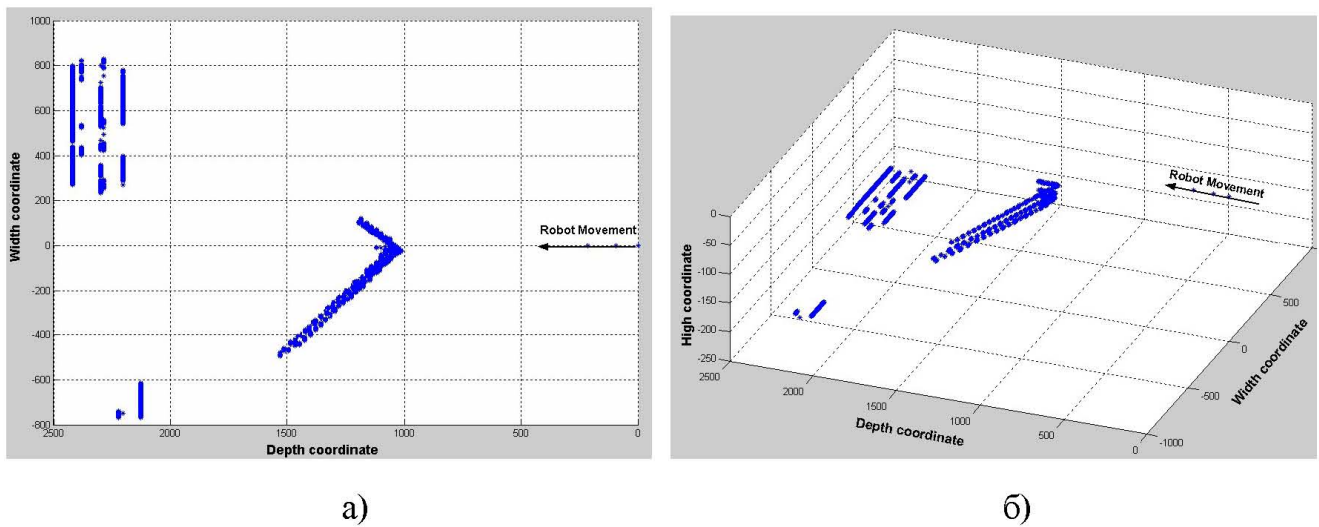 1000
800
600
400
200
0
-200
-400
-600
-800
Width coordinate
Robot Movement
2500 2000 1500 1000 500 0
Depth coordinate
a)
0
-50
-100
-150
-200
-250
High coordinate
Robot Movement
2500
2000
1500
1000
500
0
Depth coordinate
500
0
-500
-1000
Width coordinate
б)